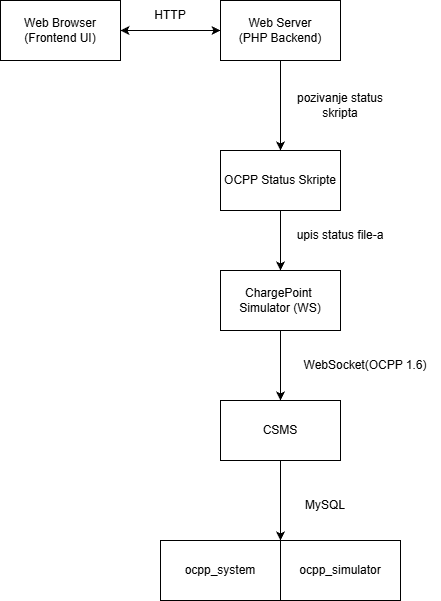 Web Browser
(Frontend UI)
HTTP
Web Server
(PHP Backend)
pozivanje status
skripta
OCPP Status Skripte
upis status file-a
ChargePoint
Simulator (WS)
WebSocket(OCPP 1.6)
CSMS
MySQL
ocpp_system
ocpp_simulator